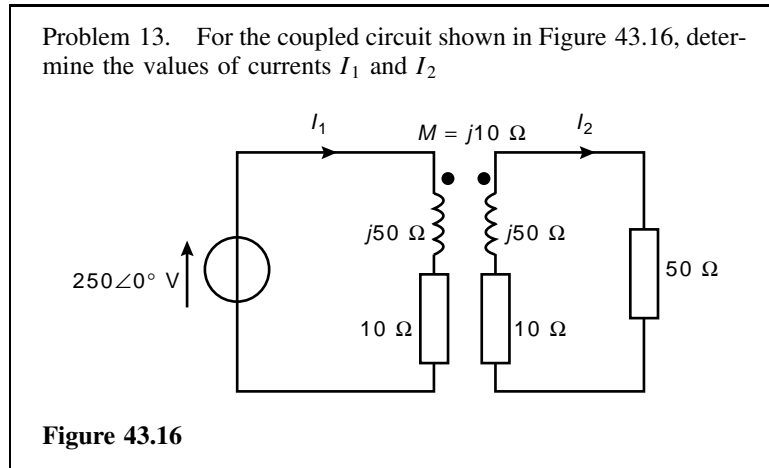 Problem 13. For the coupled circuit shown in Figure 43.16, deter-
mine the values of currents I₁ and I₂
I₁
M = j10 Ω
I₂
j50 Ω
j50 Ω
250∠0° V
50 Ω
10 Ω
10 Ω
Figure 43.16